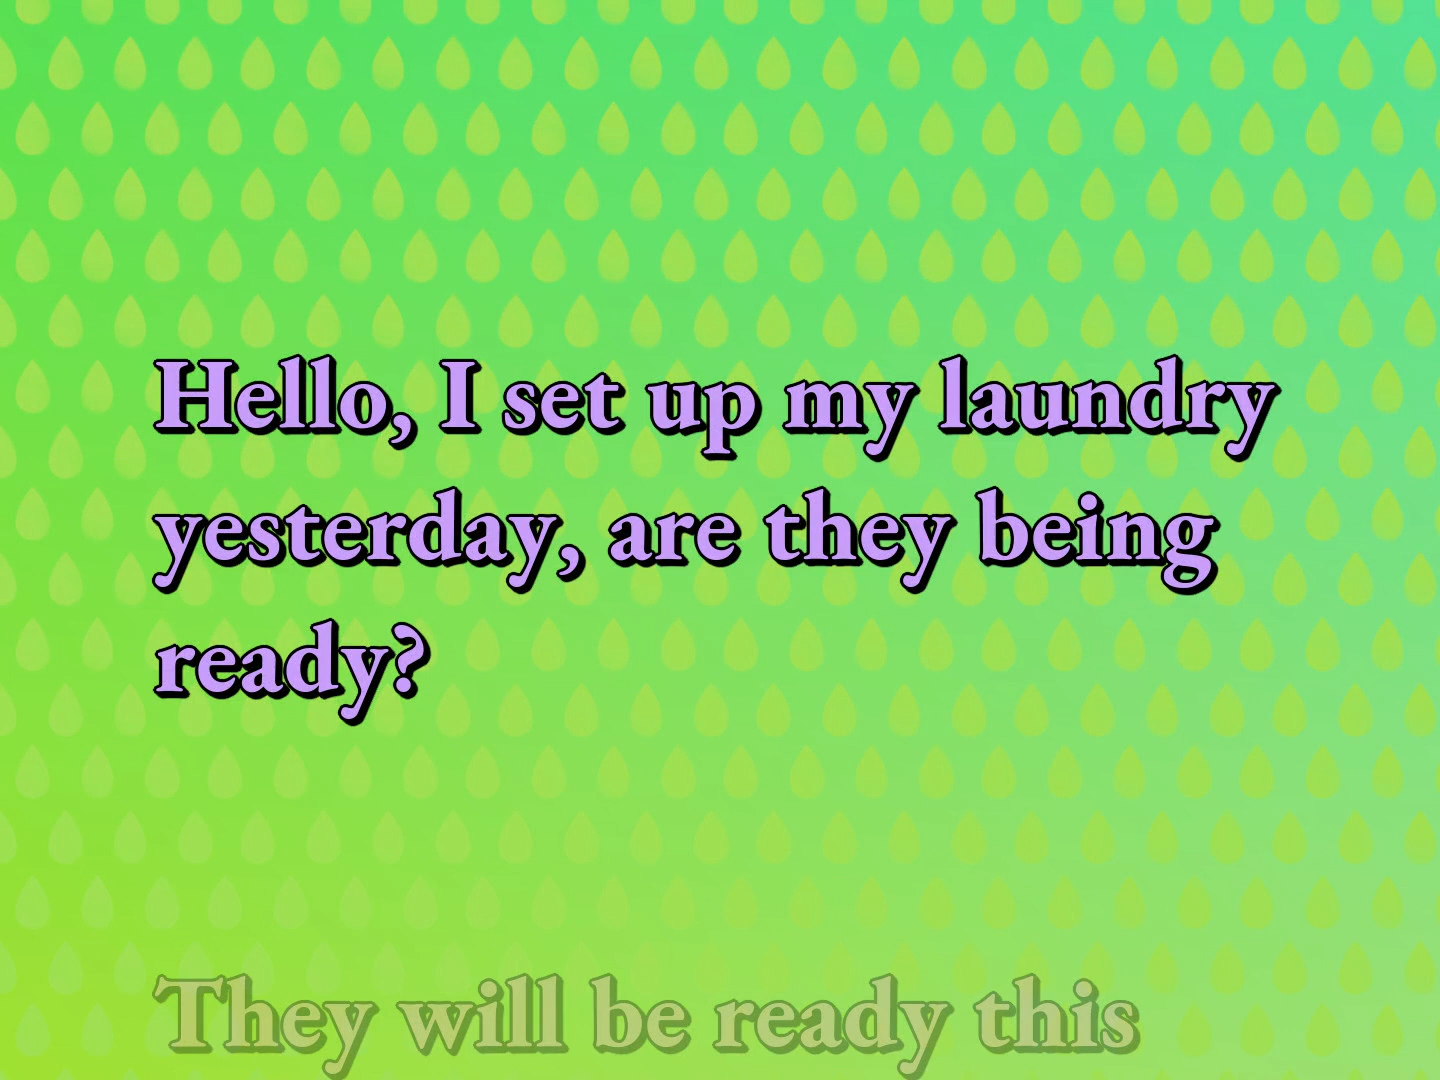 Hello, I set up my laundry
yesterday, are they being
ready?
They will be ready this